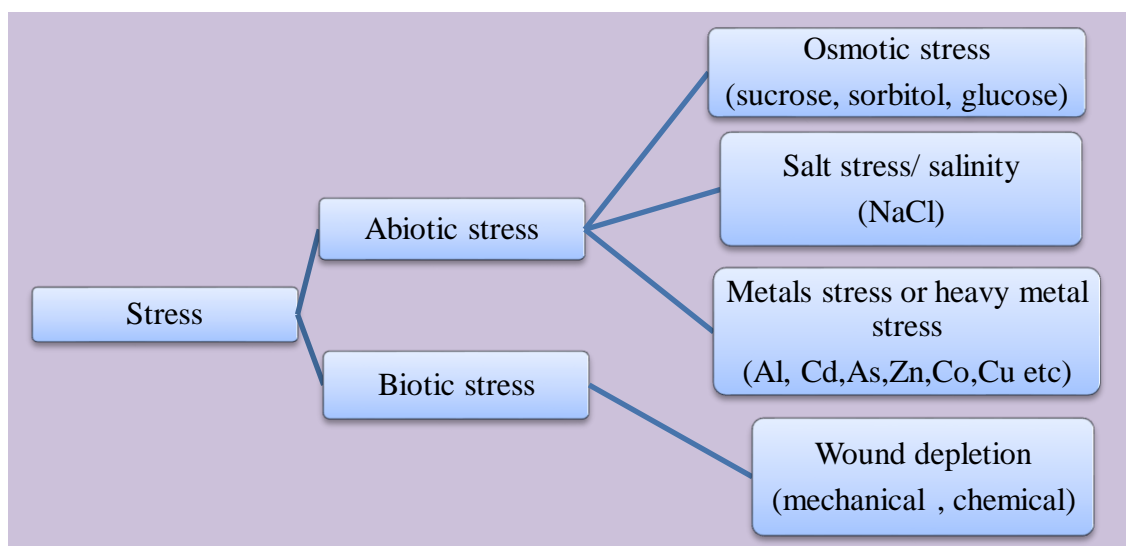 Stress
Abiotic stress
Osmotic stress
(sucrose, sorbitol, glucose)
Salt stress/ salinity
(NaCl)
Metals stress or heavy metal
stress
(Al, Cd,As,Zn,Co,Cu etc)
Biotic stress
Wound depletion
(mechanical , chemical)